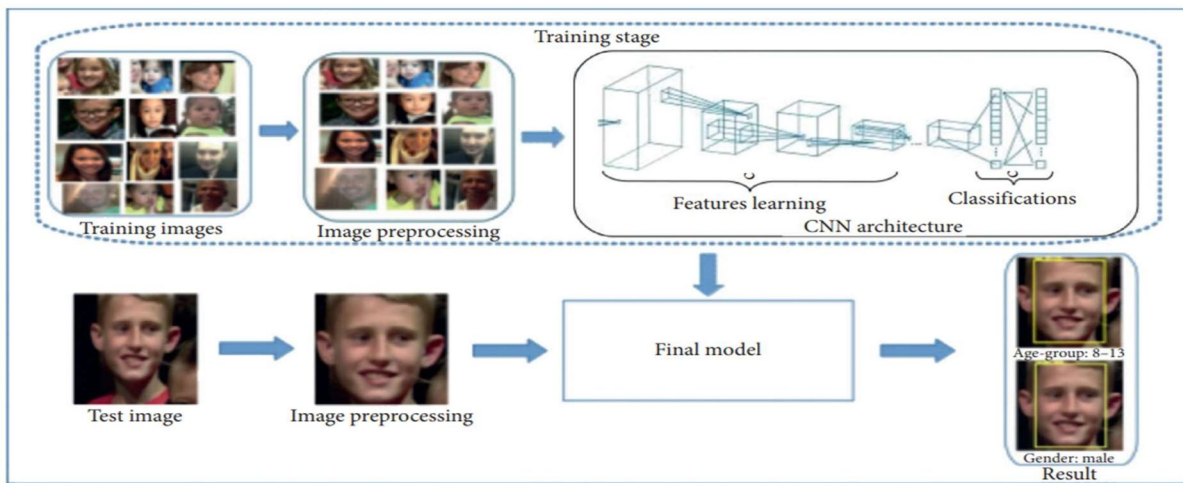 Training stage
Features learning
Classifications
CNN architecture
Training images
Image preprocessing
Final model
Test image
Image preprocessing
Age-group: 8–13
Gender: male
Result